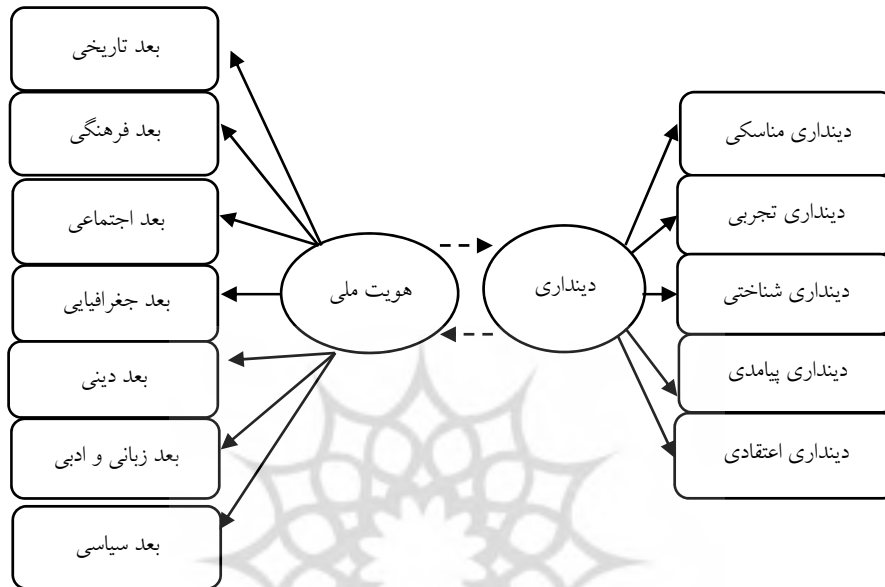 دینداری مناسکی
دینداری تجربی
دینداری شناختی
دینداری پیامدی
دینداری اعتقادی
دینداری
هویت ملی
بعد تاریخی
بعد فرهنگی
بعد اجتماعی
بعد جغرافیایی
بعد دینی
بعد زبانی و ادبی
بعد سیاسی